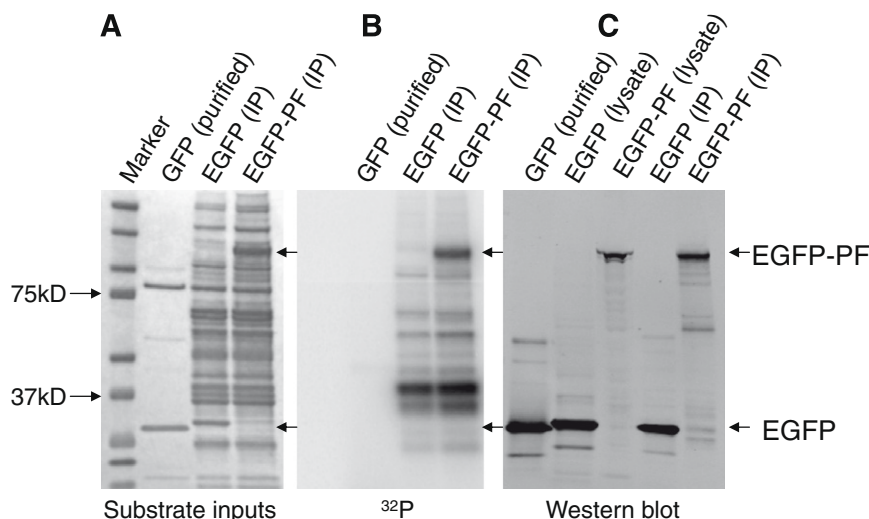 A
B
C
Marker
GFP (purified)
EGFP (IP)
EGFP-PF (IP)
GFP (purified)
EGFP (IP)
EGFP-PF (IP)
GFP (purified)
EGFP (lysate)
EGFP-PF (lysate)
EGFP (IP)
EGFP-PF (IP)
EGFP-PF
75kD
37kD
EGFP
Substrate inputs
32P
Western blot